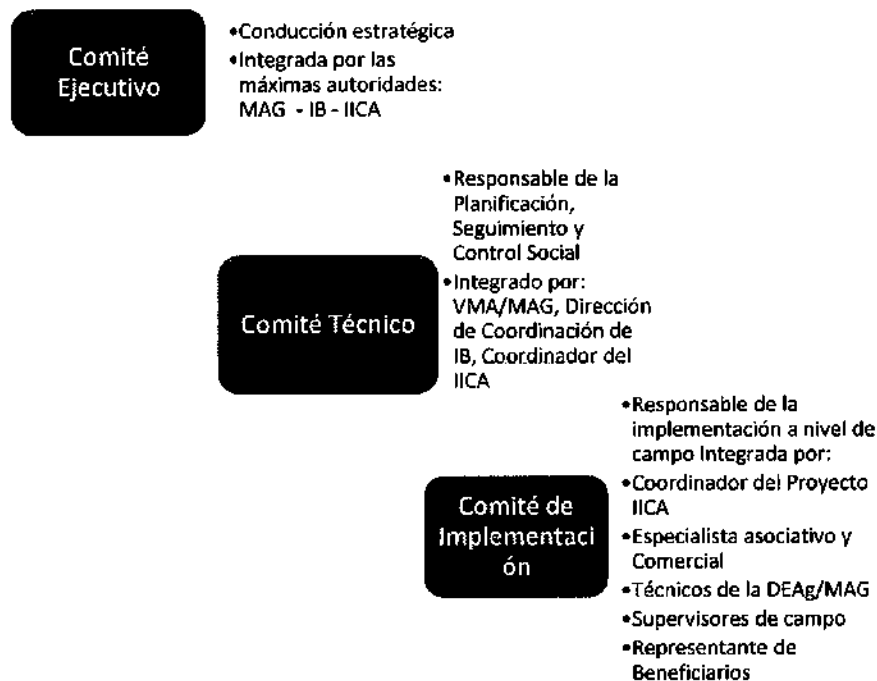 Comité
Ejecutivo
•Conducción estratégica
•Integrada por las
máximas autoridades:
MAG - IB - IICA
Comité Técnico
•Responsable de la
Planificación,
Seguimiento y
Control Social
•Integrado por:
VMA/MAG, Dirección
de Coordinación de
IB, Coordinador del
IICA
Comité de
Implementaci
ón
•Responsable de la
implementación a nivel de
campo Integrada por:
•Coordinador del Proyecto
IICA
•Especialista asociativo y
Comercial
•Técnicos de la DEAg/MAG
•Supervisores de campo
•Representante de
Beneficiarios